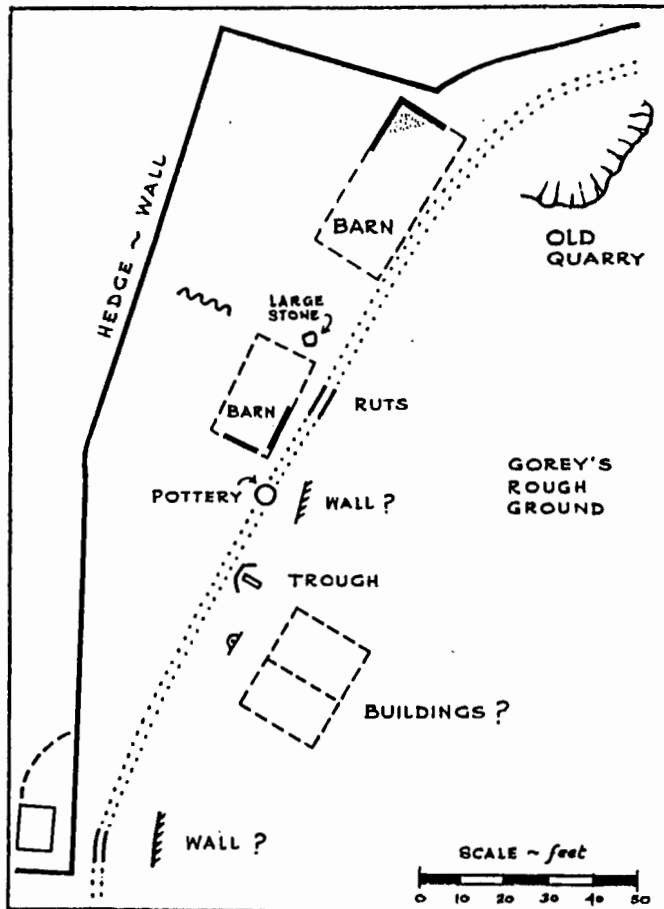 HEDGE ~ WALL
BARN
OLD
QUARRY
LARGE
STONE
BARN
RUTS
GOREY'S
ROUGH
GROUND
POTTERY
WALL ?
TROUGH
BUILDINGS ?
WALL ?
SCALE ~ feet
0 10 20 30 40 50